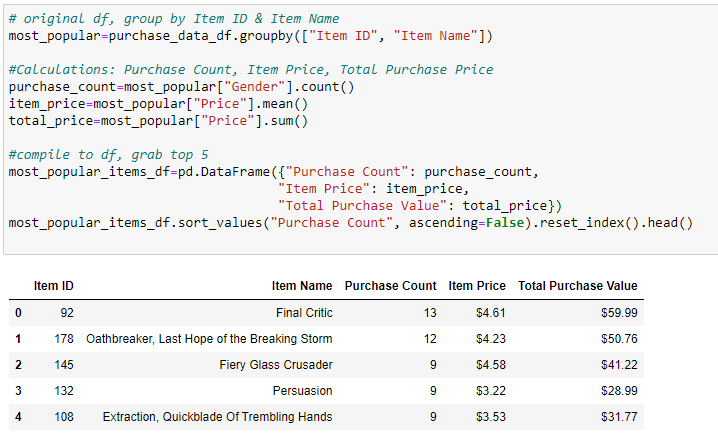 # original df, group by Item ID & Item Name
most_popular=purchase_data_df.groupby(["Item ID", "Item Name"])
#Calculations: Purchase Count, Item Price, Total Purchase Price
purchase_count=most_popular["Gender"].count()
item_price=most_popular["Price"].mean()
total_price=most_popular["Price"].sum()
#compile to df, grab top 5
most_popular_items_df=pd.DataFrame({"Purchase Count": purchase_count,
"Item Price": item_price,
"Total Purchase Value": total_price})
most_popular_items_df.sort_values("Purchase Count", ascending=False).reset_index().head()
Item ID Item Name Purchase Count Item Price Total Purchase Value
0 92 Final Critic 13 $4.61 $59.99
1 178 Oathbreaker, Last Hope of the Breaking Storm 12 $4.23 $50.76
2 145 Fiery Glass Crusader 9 $4.58 $41.22
3 132 Persuasion 9 $3.22 $28.99
4 108 Extraction, Quickblade Of Trembling Hands 9 $3.53 $31.77